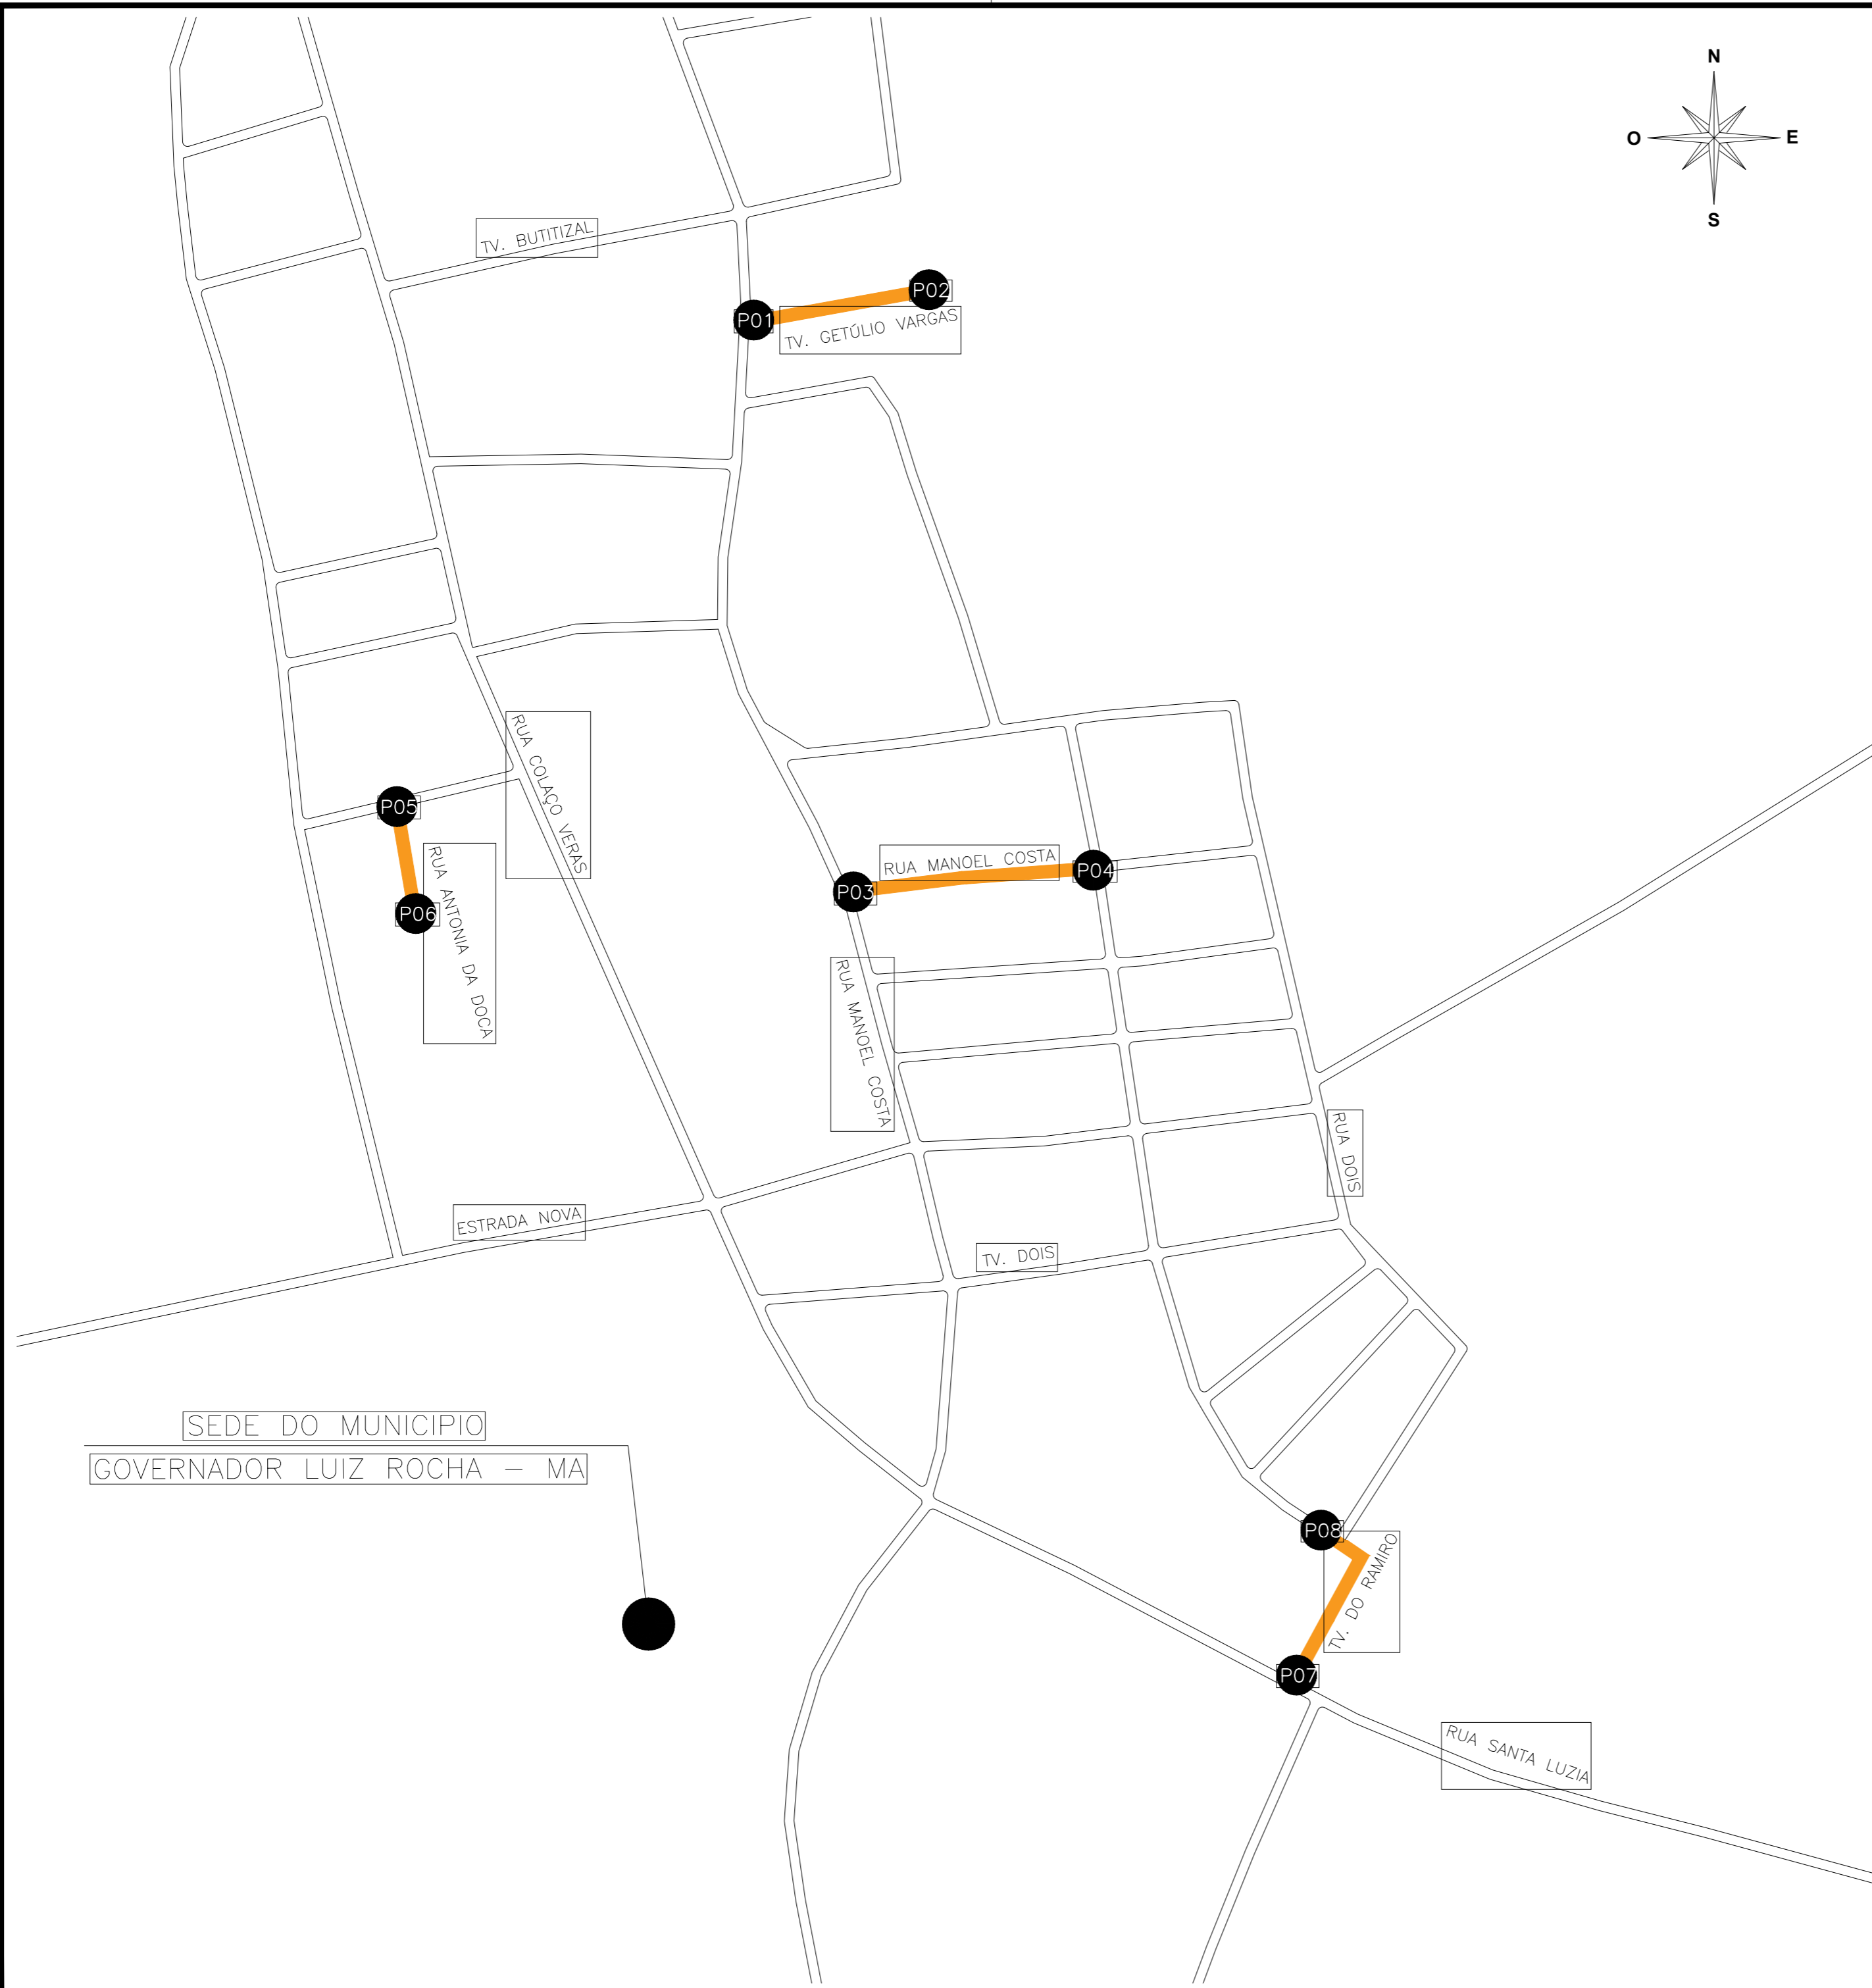 N
O
E
S
TV. BUTITIZAL
P02
P01
TV. GETÚLIO VARGAS
RUA COLAÇO VERAS
P05
RUA MANOEL COSTA
P04
P03
P06
RUA ANTONIA DA DOCA
RUA MANOEL COSTA
RUA DOIS
ESTRADA NOVA
TV. DOIS
SEDE DO MUNICIPIO
GOVERNADOR LUIZ ROCHA – MA
P08
TV. DO RAMIRO
P07
RUA SANTA LUZIA